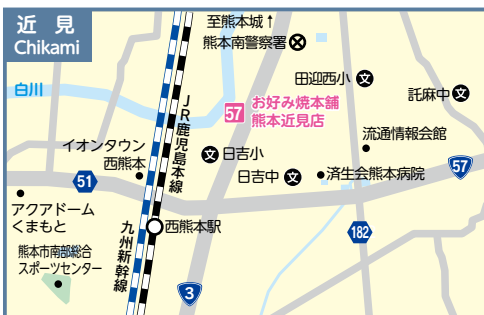 近見
Chikami
至熊本城↑
熊本南警察署
白川
57
お好み焼本舗
熊本近見店
田迎西小
文
託麻中
文
JR鹿児島本線
イオンタウン
西熊本
文
日吉小
流通情報会館
日吉中
文
済生会熊本病院
57
51
アクアドーム
くまもと
九州新幹線
西熊本駅
182
熊本市南部総合
スポーツセンター
3